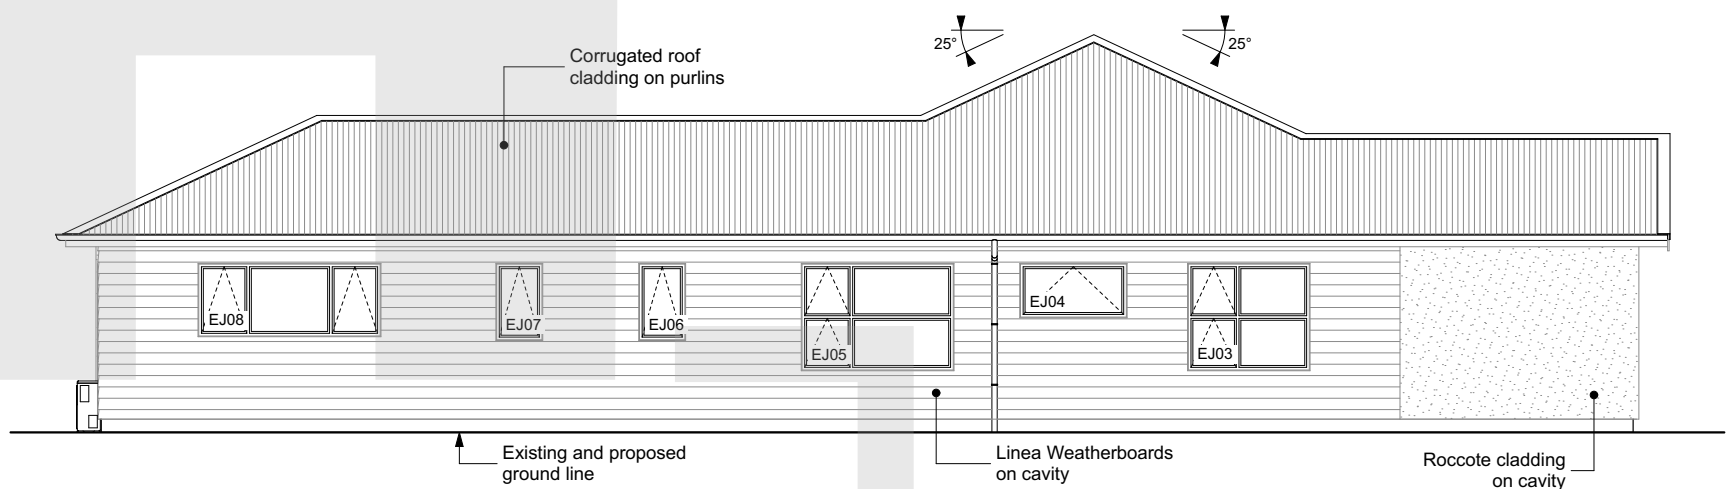 25°
25°
Corrugated roof
cladding on purlins
EJ08
EJ07
EJ06
EJ05
EJ04
EJ03
Existing and proposed
ground line
Linea Weatherboards
on cavity
Roccote cladding
on cavity